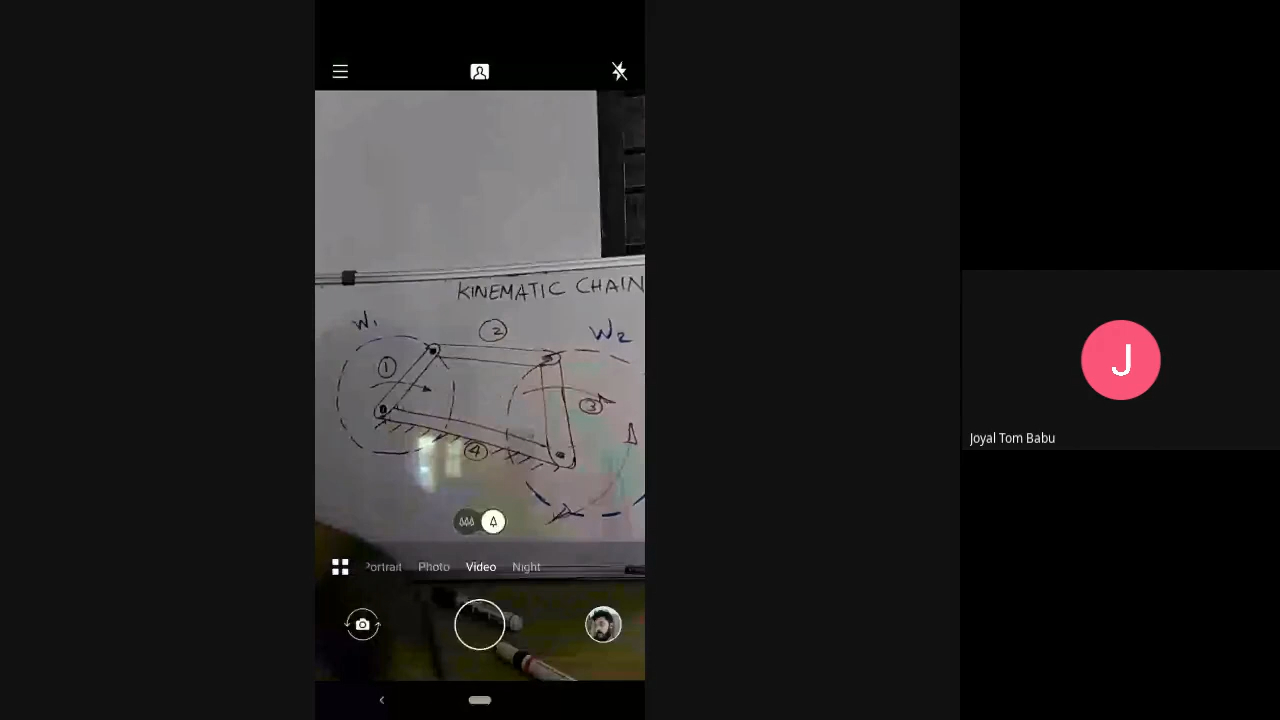 KINEMATIC CHAIN
W1
2
W2
1
3
4
Portrait Photo Video Night
J
Joyal Tom Babu